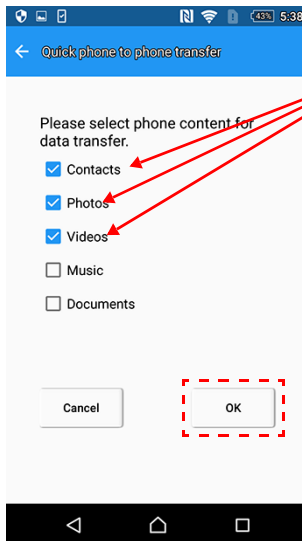 43% 5:38
Quick phone to phone transfer
Please select phone content for
data transfer.
Contacts
Photos
Videos
Music
Documents
Cancel OK